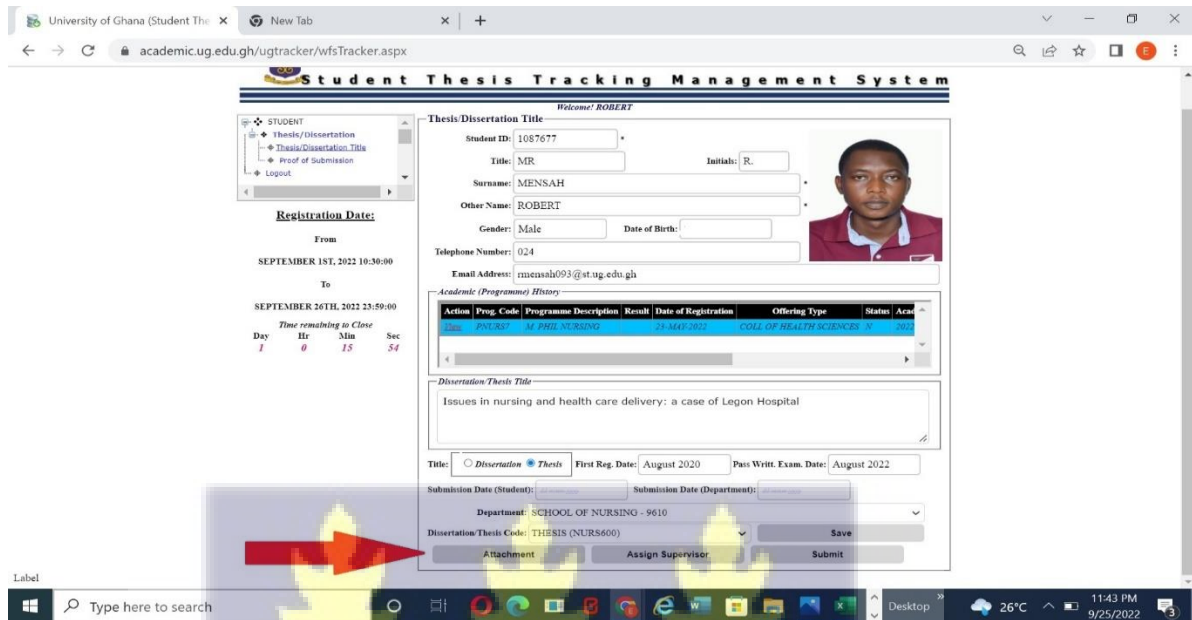 University of Ghana (Student The
New Tab
academic.ug.edu.gh/ugtracker/wfsTracker.aspx
E
Student Thesis Tracking Management System
Welcome! ROBERT
STUDENT
Thesis/Dissertation
Thesis/Dissertation Title
Proof of Submission
Logout
Registration Date:
From
SEPTEMBER 1ST, 2022 10:30:00
To
SEPTEMBER 26TH, 2022 23:59:00
Time remaining to Close
Day Hr Min Sec
1 0 15 54
Thesis/Dissertation Title
Student ID: 1087677 *
Title: MR Initials: R.
Surname: MENSAH *
Other Name: ROBERT *
Gender: Male Date of Birth:
Telephone Number: 024
Email Address: rmensah093@st.ug.edu.gh
Academic (Programme) History
Action Prog. Code Programme Description Result Date of Registration Offering Type Status Acad
View PNURS7 M PHIL NURSING 23-MAY-2022 COLL OF HEALTH SCIENCES N 2022
Dissertation/Thesis Title
Issues in nursing and health care delivery: a case of Legon Hospital
Title: Dissertation Thesis First Reg. Date: August 2020 Pass Writt. Exam. Date: August 2022
Submission Date (Student): Submission Date (Department):
Department: SCHOOL OF NURSING - 9610
Dissertation/Thesis Code: THESIS (NURS600) Save
Attachment Assign Supervisor Submit
Label
Type here to search
Desktop
26°C
11:43 PM
9/25/2022
3